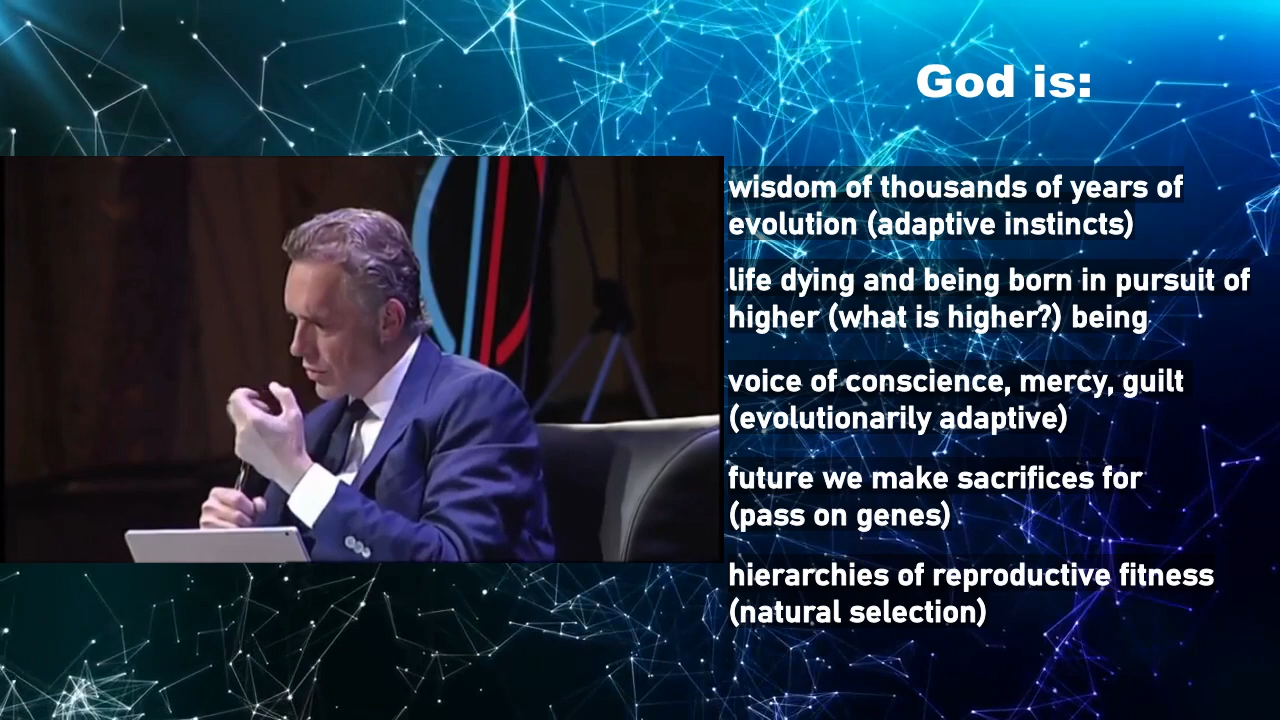 God is:
wisdom of thousands of years of
evolution (adaptive instincts)
life dying and being born in pursuit of
higher (what is higher?) being
voice of conscience, mercy, guilt
(evolutionarily adaptive)
future we make sacrifices for
(pass on genes)
hierarchies of reproductive fitness
(natural selection)